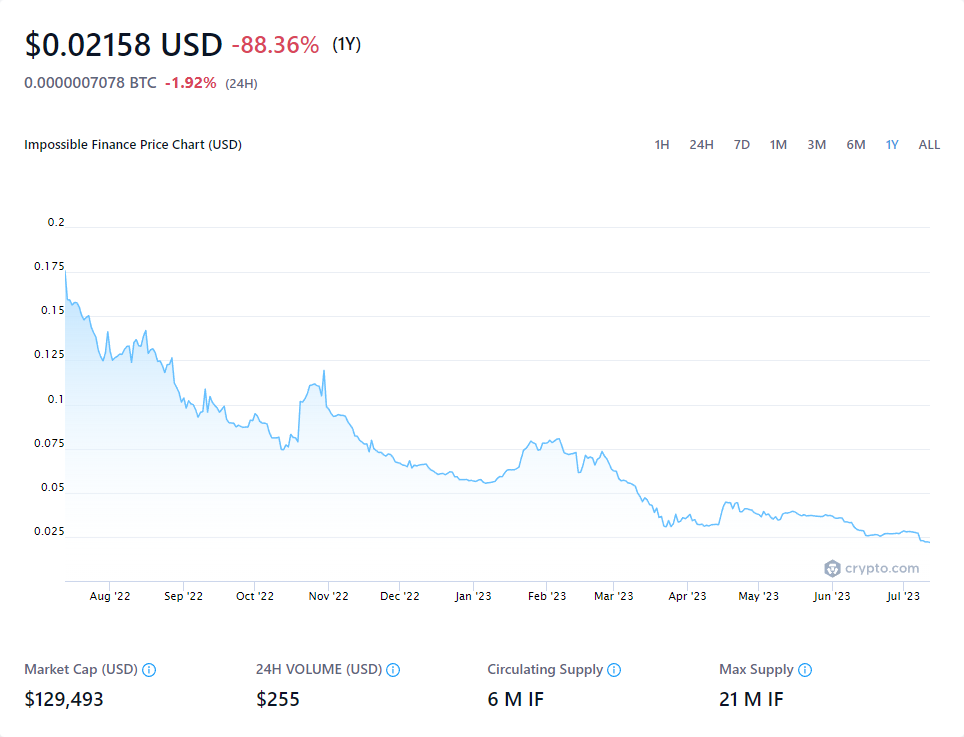 $0.02158 USD -88.36% (1Y)
0.0000007078 BTC -1.92% (24H)
Impossible Finance Price Chart (USD) 1H 24H 7D 1M 3M 6M 1Y ALL
0.2
0.175
0.15
0.125
0.1
0.075
0.05
0.025
crypto.com
Aug '22 Sep '22 Oct '22 Nov '22 Dec '22 Jan '23 Feb '23 Mar '23 Apr '23 May '23 Jun '23 Jul '23
Market Cap (USD) 24H VOLUME (USD) Circulating Supply Max Supply
$129,493 $255 6 M IF 21 M IF